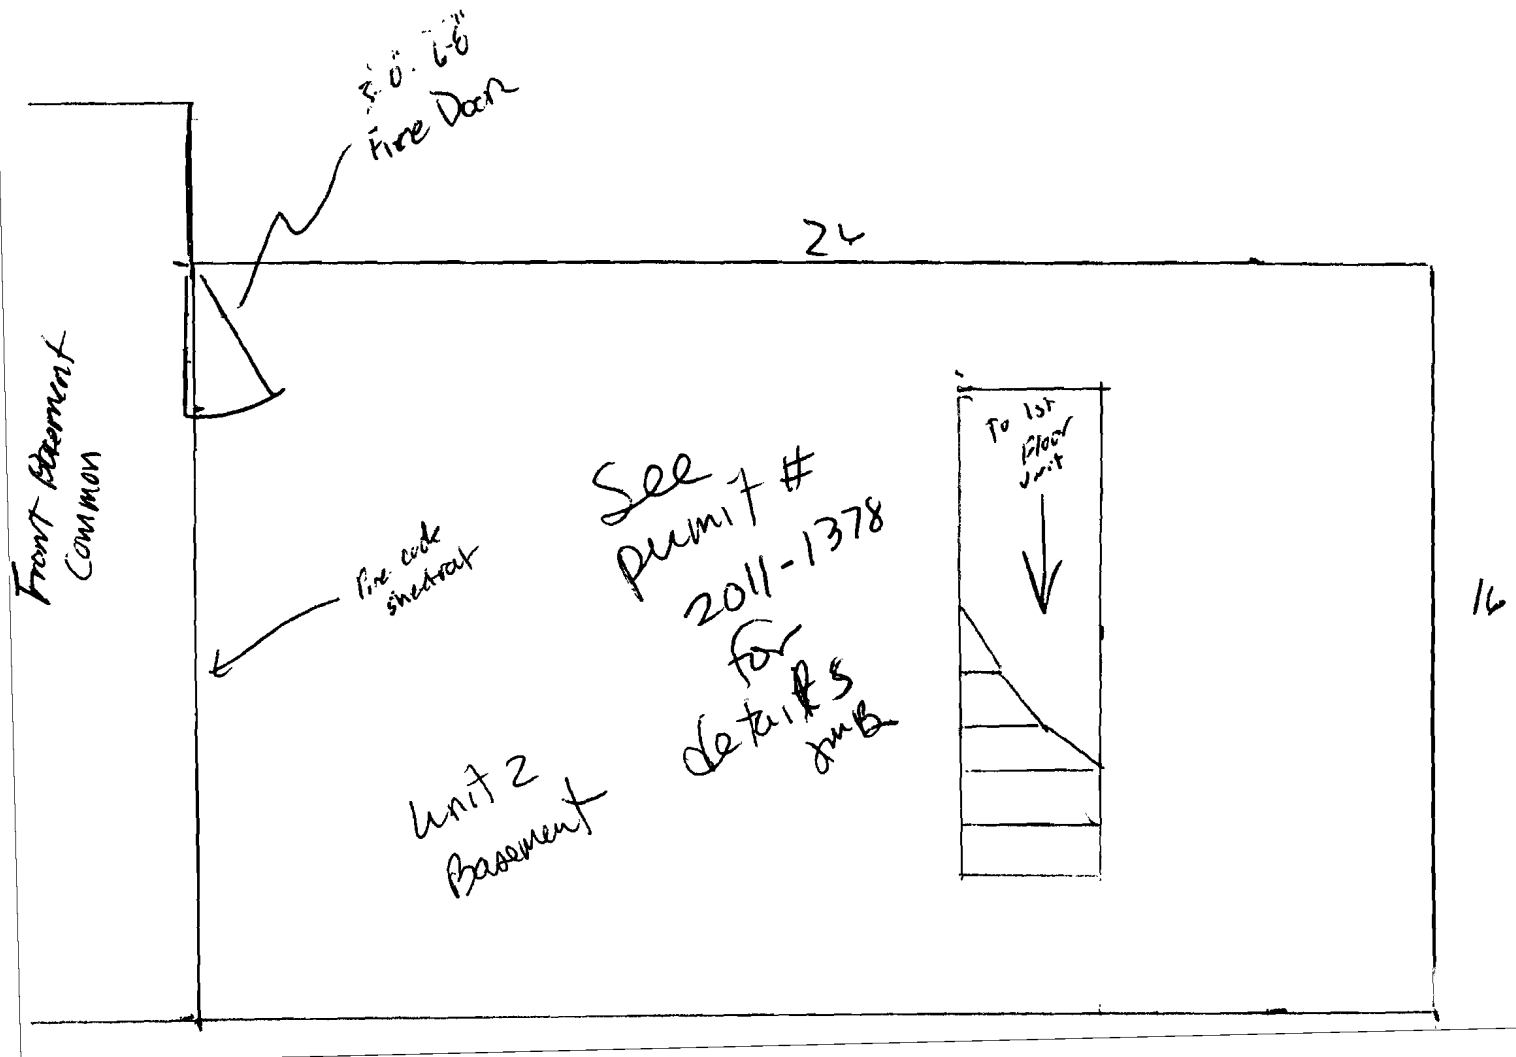 3'.0". 6-8"
Fire Door
24
Front Basement
Common
To 1st
Floor
Unit
See
permit #
2011-1378
for
details
JMB
Fire code
sheetrock
16
Unit 2
Basement